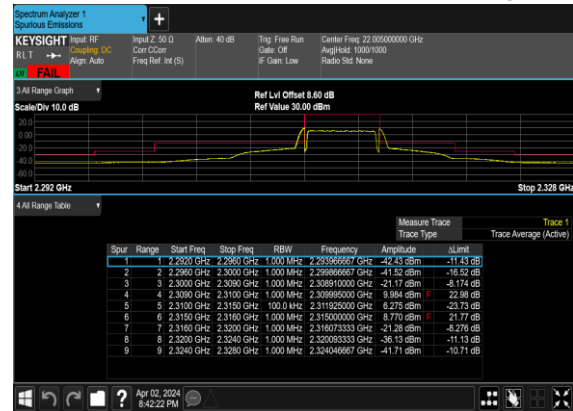 Spectrum Analyzer 1
Spurious Emissions
+
KEYSIGHT Input: RF Input Z: 50 Ω Atten: 40 dB Trig: Free Run Center Freq: 22.005000000 GHz
RLT Coupling: DC Corr CCorr Gate: Off Avg|Hold: 1000/1000
Align: Auto Freq Ref: Int (S) IF Gain: Low Radio Std: None
FAIL
3 All Range Graph
Ref Lvl Offset 8.60 dB
Scale/Div 10.0 dB Ref Value 30.00 dBm
20.0
0.00
-20.0
-40.0
-60.0
Start 2.292 GHz Stop 2.328 GHz
4 All Range Table
Measure Trace Trace 1
Trace Type Trace Average (Active)
Spur Range Start Freq Stop Freq RBW Frequency Amplitude ΔLimit
1 1 2.2920 GHz 2.2960 GHz 1.000 MHz 2.293966667 GHz -42.43 dBm -11.43 dB
2 2 2.2960 GHz 2.3000 GHz 1.000 MHz 2.299866667 GHz -41.52 dBm -16.52 dB
3 3 2.3000 GHz 2.3090 GHz 1.000 MHz 2.308910000 GHz -21.17 dBm -8.174 dB
4 4 2.3090 GHz 2.3100 GHz 1.000 MHz 2.309995000 GHz 9.984 dBm F 22.98 dB
5 5 2.3100 GHz 2.3150 GHz 100.0 kHz 2.311925000 GHz 6.275 dBm -23.73 dB
6 6 2.3150 GHz 2.3160 GHz 1.000 MHz 2.315000000 GHz 8.770 dBm F 21.77 dB
7 7 2.3160 GHz 2.3200 GHz 1.000 MHz 2.316073333 GHz -21.28 dBm -8.276 dB
8 8 2.3200 GHz 2.3240 GHz 1.000 MHz 2.320093333 GHz -36.13 dBm -11.13 dB
9 9 2.3240 GHz 2.3280 GHz 1.000 MHz 2.324046667 GHz -41.71 dBm -10.71 dB
? Apr 02, 2024
8:42:22 PM